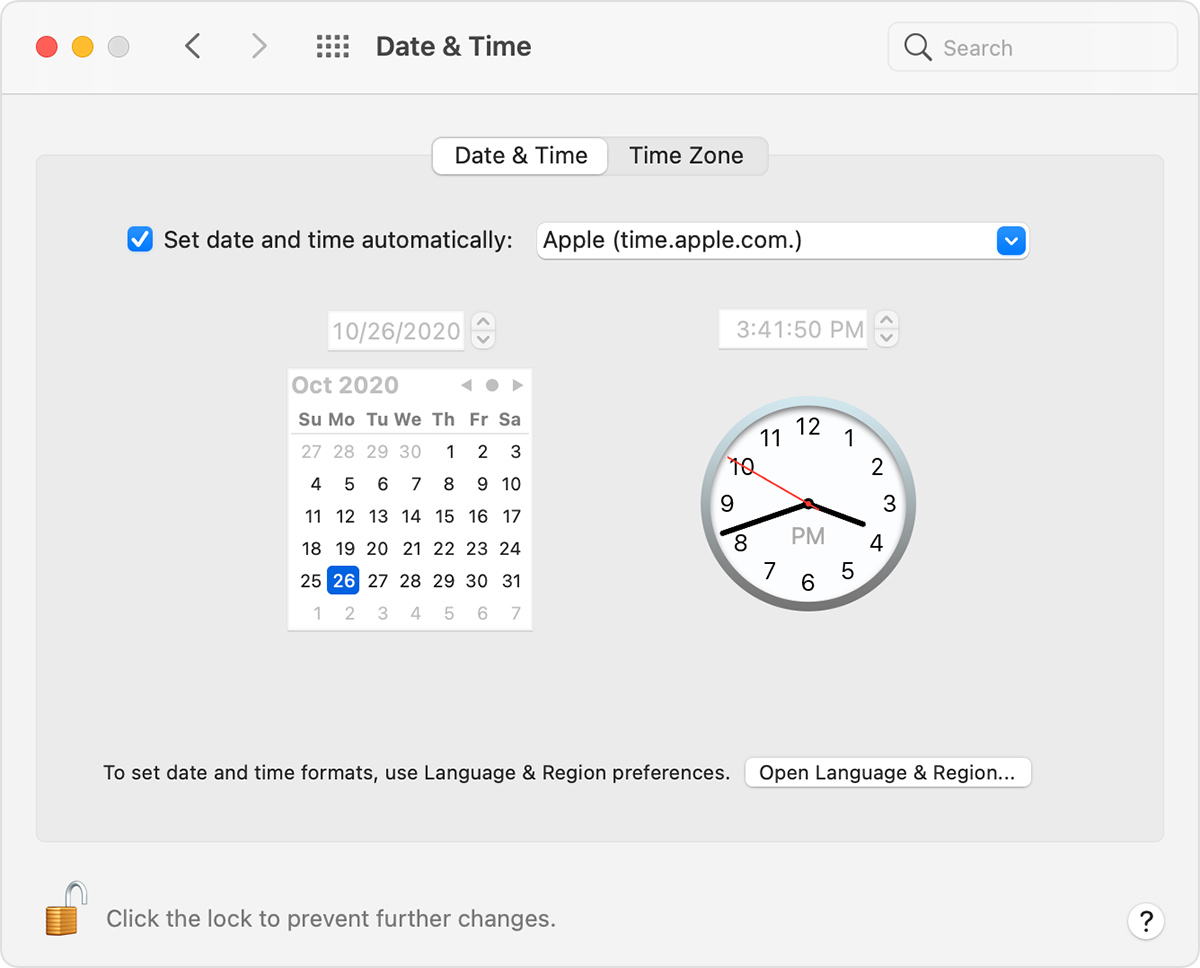 Date & Time
Search
Date & Time Time Zone
Set date and time automatically: Apple (time.apple.com.)
10/26/2020 3:41:50 PM
Oct 2020
Su Mo Tu We Th Fr Sa
27 28 29 30 1 2 3
4 5 6 7 8 9 10
11 12 13 14 15 16 17
18 19 20 21 22 23 24
25 26 27 28 29 30 31
1 2 3 4 5 6 7
12
11 1
10 2
9 3
PM
8 4
7 5
6
To set date and time formats, use Language & Region preferences. Open Language & Region...
Click the lock to prevent further changes. ?